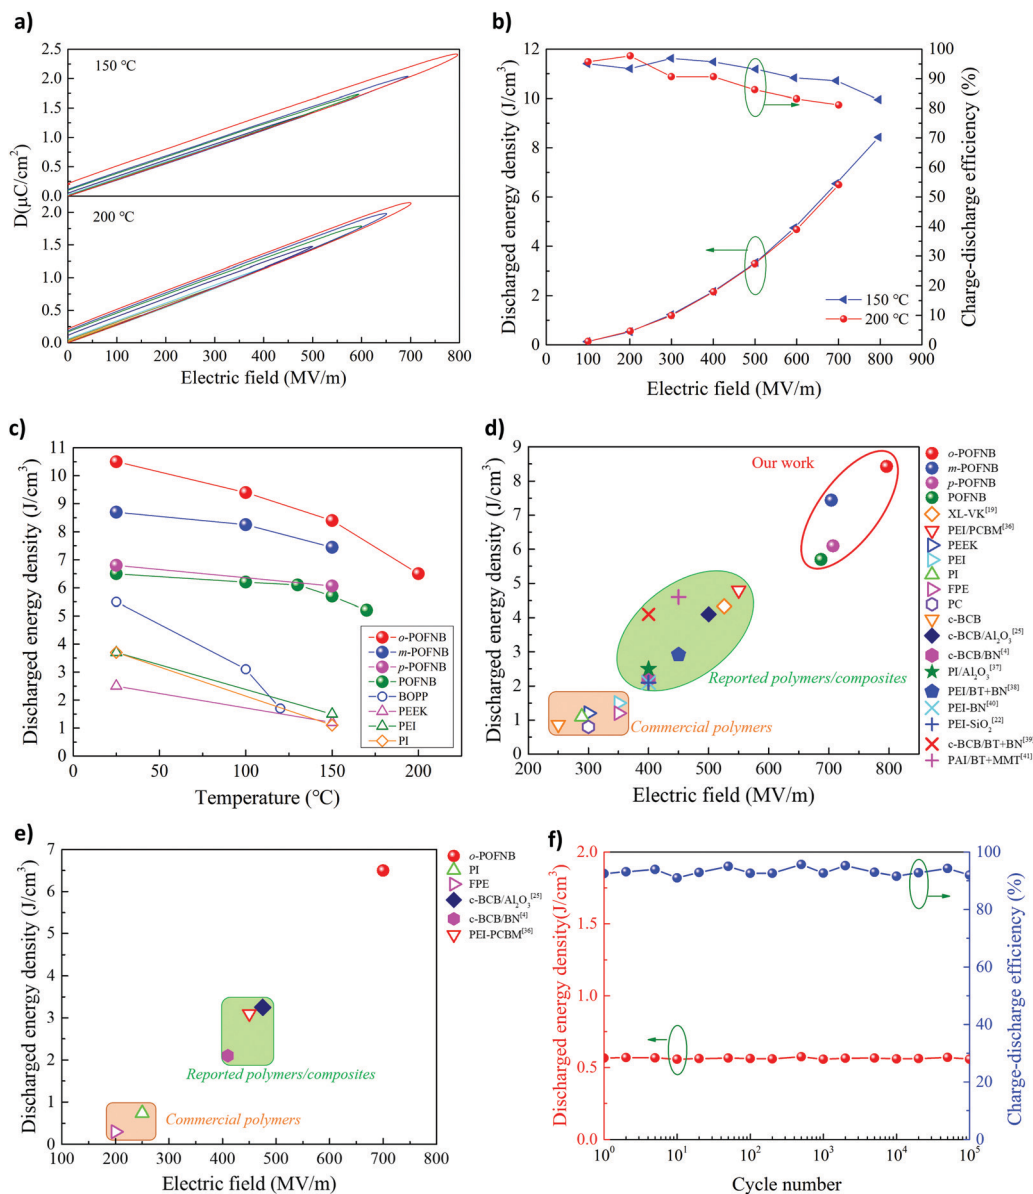 a)
150 °C
2.5
2.0
1.5
1.0
0.5
0.0
200 °C
2.0
1.5
1.0
0.5
0.0
D(μC/cm²)
0 100 200 300 400 500 600 700 800
Electric field (MV/m)
b)
12
10
8
6
4
2
0
Discharged energy density (J/cm³)
100
90
80
70
60
50
40
30
20
10
0
Charge-discharge efficiency (%)
150 °C
200 °C
0 100 200 300 400 500 600 700 800 900
Electric field (MV/m)
c)
11
10
9
8
7
6
5
4
3
2
1
0
Discharged energy density (J/cm³)
o-POFNB
m-POFNB
p-POFNB
POFNB
BOPP
PEEK
PEI
PI
0 50 100 150 200
Temperature (°C)
d)
9
8
7
6
5
4
3
2
1
0
Discharged energy density (J/cm³)
Our work
Reported polymers/composites
Commercial polymers
200 300 400 500 600 700 800
Electric field (MV/m)
o-POFNB
m-POFNB
p-POFNB
POFNB
XL-VK[19]
PEI/PCBM[36]
PEEK
PEI
PI
FPE
PC
c-BCB
c-BCB/Al₂O₃[25]
c-BCB/BN[4]
PI/Al₂O₃[37]
PEI/BT+BN[38]
PEI-BN[40]
PEI-SiO₂[22]
c-BCB/BT+BN[39]
PAI/BT+MMT[41]
e)
7
6
5
4
3
2
1
0
Discharged energy density (J/cm³)
Reported polymers/composites
Commercial polymers
100 200 300 400 500 600 700 800
Electric field (MV/m)
o-POFNB
PI
FPE
c-BCB/Al₂O₃[25]
c-BCB/BN[4]
PEI-PCBM[36]
f)
2.0
1.5
1.0
0.5
0.0
Discharged energy density(J/cm³)
100
80
60
40
20
0
Charge-discharge efficiency (%)
10⁰ 10¹ 10² 10³ 10⁴ 10⁵
Cycle number